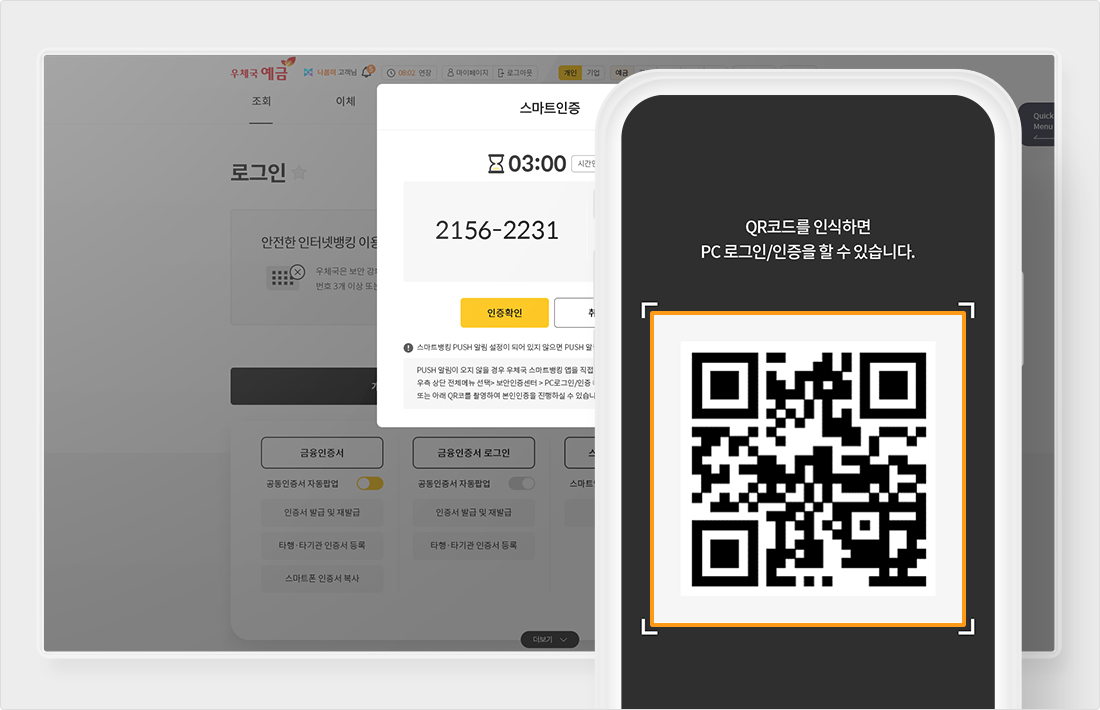 우체국 예금
나봄이 고객님
08:02 연장
마이페이지
로그아웃
개인
기업
예금
조회
이체
Quick
Menu
스마트인증
로그인
03:00
시간연
2156-2231
안전한 인터넷뱅킹 이용
우체국은 보안 강
번호 3개 이상 또는
인증확인
취
스마트뱅킹 PUSH 알림 설정이 되어 있지 않으면 PUSH 알
PUSH 알림이 오지 않을 경우 우체국 스마트뱅킹 앱을 직접
우측 상단 전체메뉴 선택> 보안인증센터 > PC로그인/인증
또는 아래 QR코를 촬영하여 본인인증을 진행하실 수 있습니
금융인증서
금융인증서 로그인
공동인증서 자동팝업
공동인증서 자동팝업
스마트
인증서 발급 및 재발급
인증서 발급 및 재발급
타행·타기관 인증서 등록
타행·타기관 인증서 등록
스마트폰 인증서 복사
더보기
QR코드를 인식하면
PC 로그인/인증을 할 수 있습니다.